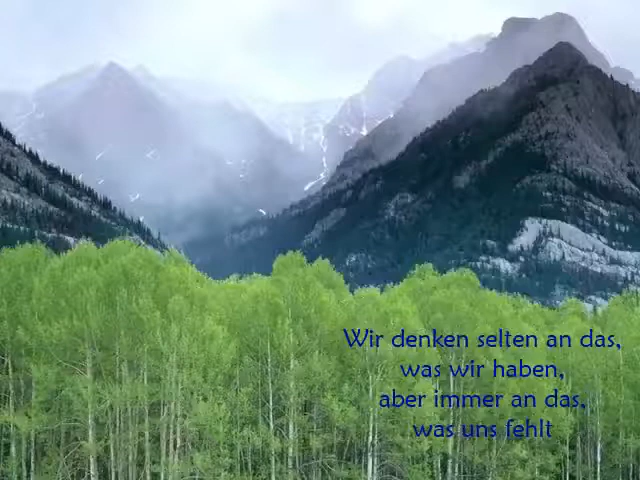 Wir denken selten an das,
was wir haben,
aber immer an das,
was uns fehlt